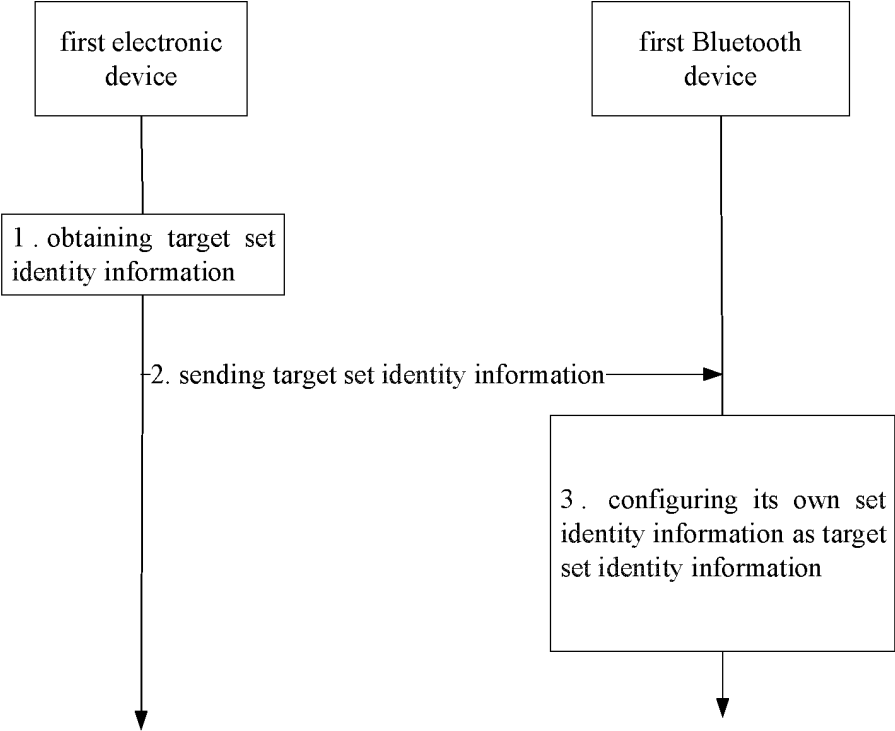 first electronic
device
first Bluetooth
device
1 . obtaining target set
identity information
2. sending target set identity information
3 . configuring its own set
identity information as target
set identity information